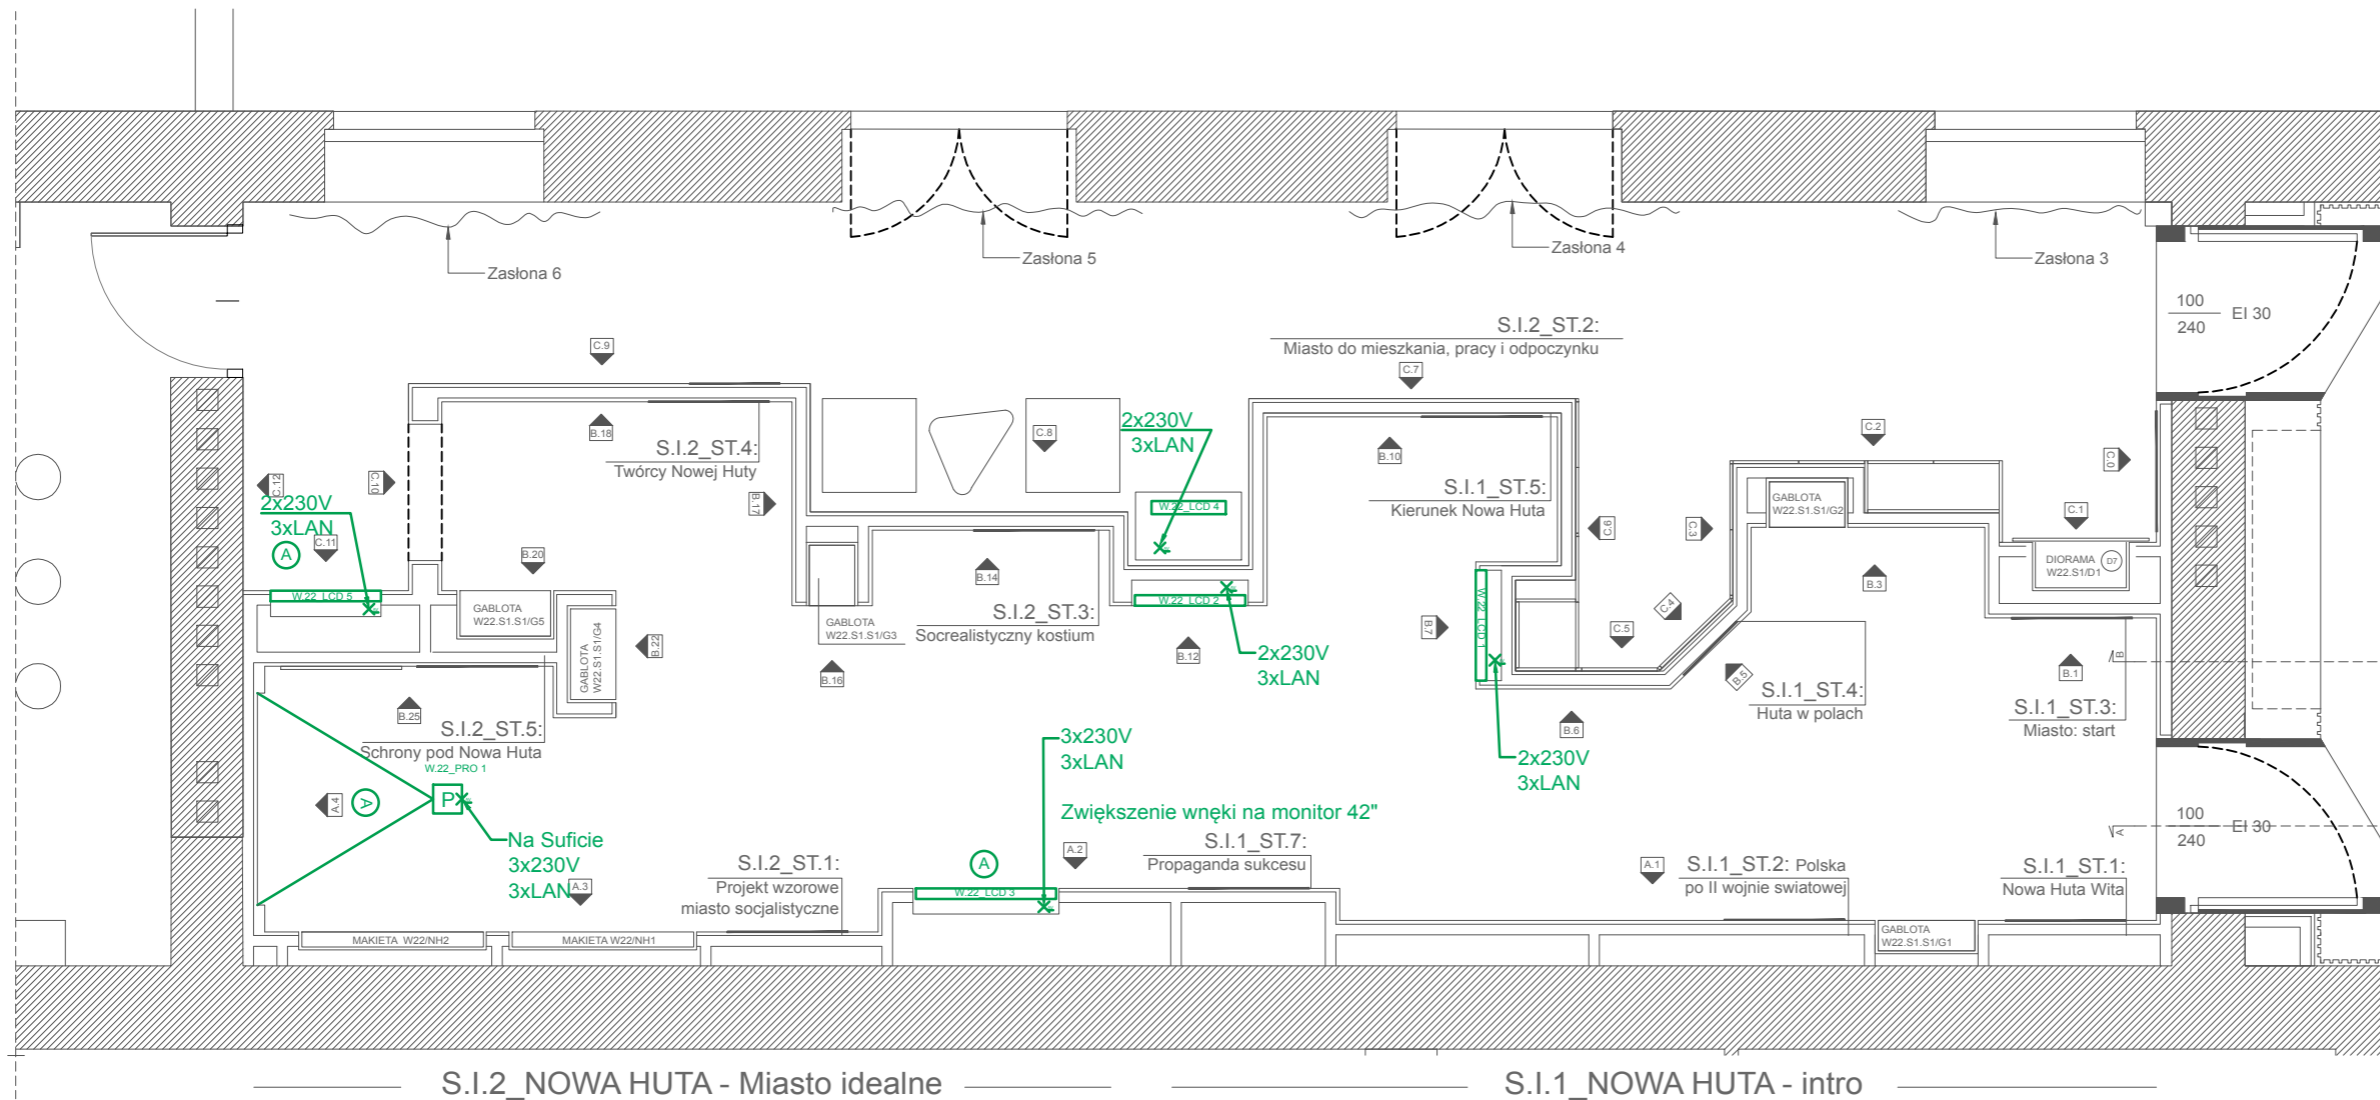 Zasłona 6
Zasłona 5
Zasłona 4
Zasłona 3
100
240
EI 30
S.I.2_ST.2:
Miasto do mieszkania, pracy i odpoczynku
C.9
C.7
C.8
C.2
C.0
C.1
B.18
S.I.2_ST.4:
Twórcy Nowej Huty
2x230V
3xLAN
B.10
S.I.1_ST.5:
Kierunek Nowa Huta
C.12
C.10
B.17
2x230V
3xLAN
A
C.11
B.20
W.22_LCD 4
GABLOTA
W22.S1.S1/G2
C.6
C.3
DIORAMA
W22.S1/D1
D7
B.14
B.3
W.22_LCD 5
GABLOTA
W22.S1.S1/G5
GABLOTA
W22.S1.S1/G4
B.22
GABLOTA
W22.S1.S1/G3
S.I.2_ST.3:
Socrealistyczny kostium
W.22_LCD 2
B.7
W.22_LCD 1
C.4
C.5
B.16
B.12
2x230V
3xLAN
B.5
B.1
B
S.I.1_ST.4:
Huta w polach
S.I.1_ST.3:
Miasto: start
B.6
B.25
S.I.2_ST.5:
Schrony pod Nowa Huta
W.22_PRO 1
P
A.4
A
3x230V
3xLAN
2x230V
3xLAN
Zwiększenie wnęki na monitor 42"
Na Suficie
3x230V
3xLAN
A.3
S.I.2_ST.1:
Projekt wzorowe
miasto socjalistyczne
A
A.2
S.I.1_ST.7:
Propaganda sukcesu
W.22_LCD 3
A.1
S.I.1_ST.2: Polska
po II wojnie swiatowej
S.I.1_ST.1:
Nowa Huta Wita
A
100
240
EI 30
MAKIETA W22/NH2
MAKIETA W22/NH1
GABLOTA
W22.S1.S1/G1
S.I.2_NOWA HUTA - Miasto idealne
S.I.1_NOWA HUTA - intro